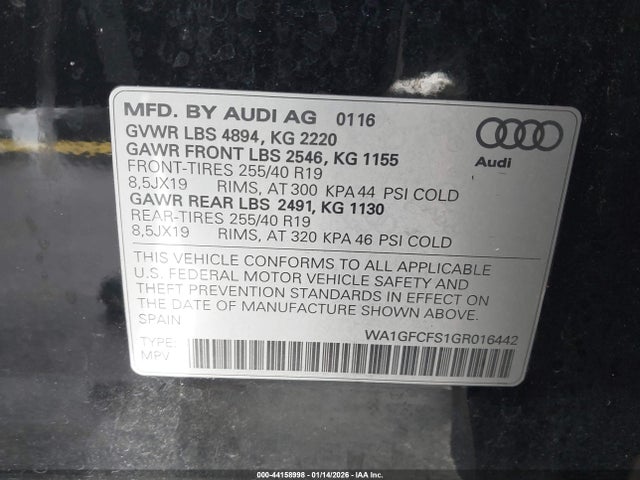 MFD. BY AUDI AG 0116
GVWR LBS 4894, KG 2220
GAWR FRONT LBS 2546, KG 1155
FRONT-TIRES 255/40 R19
8,5JX19 RIMS, AT 300 KPA 44 PSI COLD
GAWR REAR LBS 2491, KG 1130
REAR-TIRES 255/40 R19
8,5JX19 RIMS, AT 320 KPA 46 PSI COLD
THIS VEHICLE CONFORMS TO ALL APPLICABLE
U.S. FEDERAL MOTOR VEHICLE SAFETY AND
THEFT PREVENTION STANDARDS IN EFFECT ON
THE DATE OF MANUFACTURE SHOWN ABOVE.
SPAIN
WA1GFCFS1GR016442
TYPE:
MPV
Audi
000-44158998 - 01/14/2026 - IAA Inc.